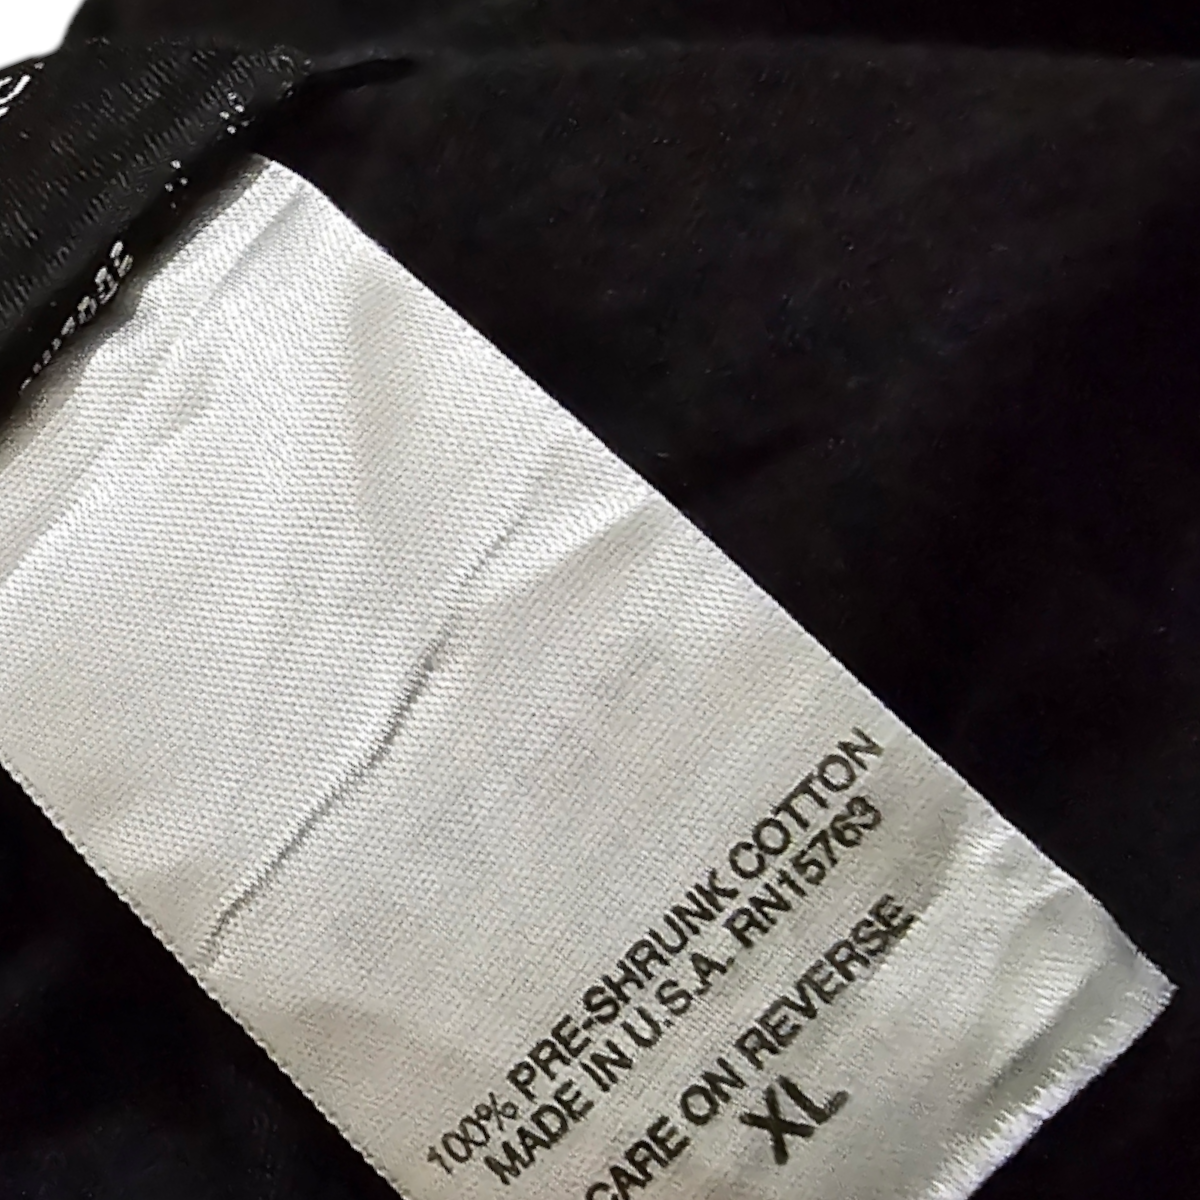 100% PRE-SHRUNK COTTON
MADE IN U.S.A. RN15763
CARE ON REVERSE
XL